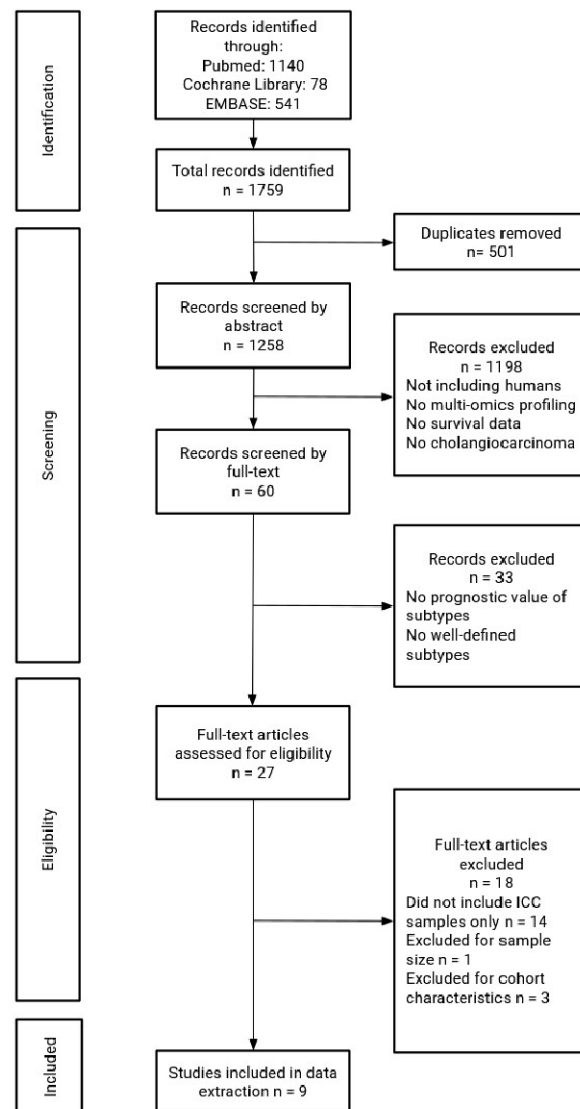 Identification
Records identified
through:
Pubmed: 1140
Cochrane Library: 78
EMBASE: 541
Total records identified
n = 1759
Duplicates removed
n= 501
Screening
Records screened by
abstract
n = 1258
Records excluded
n = 1198
Not including humans
No multi-omics profiling
No survival data
No cholangiocarcinoma
Records screened by
full-text
n = 60
Records excluded
n = 33
No prognostic value of
subtypes
No well-defined
subtypes
Eligibility
Full-text articles
assessed for eligibility
n = 27
Full-text articles
excluded
n = 18
Did not include ICC
samples only n = 14
Excluded for sample
size n = 1
Excluded for cohort
characteristics n = 3
Included
Studies included in data
extraction n = 9